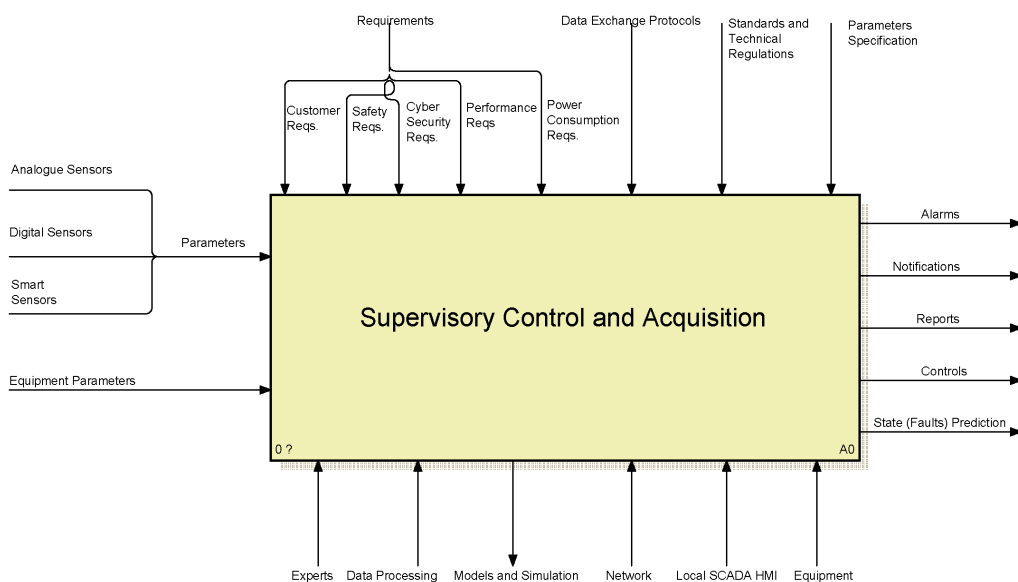 Requirements
Data Exchange Protocols
Standards and
Technical
Regulations
Parameters
Specification
Customer
Reqs.
Safety
Reqs.
Cyber
Security
Reqs.
Performance
Reqs
Power
Consumption
Reqs.
Analogue Sensors
Digital Sensors
Smart
Sensors
Parameters
Equipment Parameters
Supervisory Control and Acquisition
0 ?
A0
Alarms
Notifications
Reports
Controls
State (Faults) Prediction
Experts
Data Processing
Models and Simulation
Network
Local SCADA HMI
Equipment